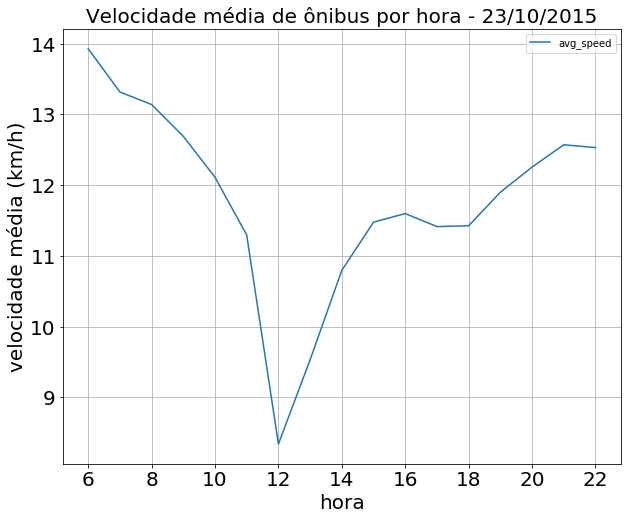 Velocidade média de ônibus por hora - 23/10/2015
avg_speed
velocidade média (km/h)
14
13
12
11
10
9
6 8 10 12 14 16 18 20 22
hora